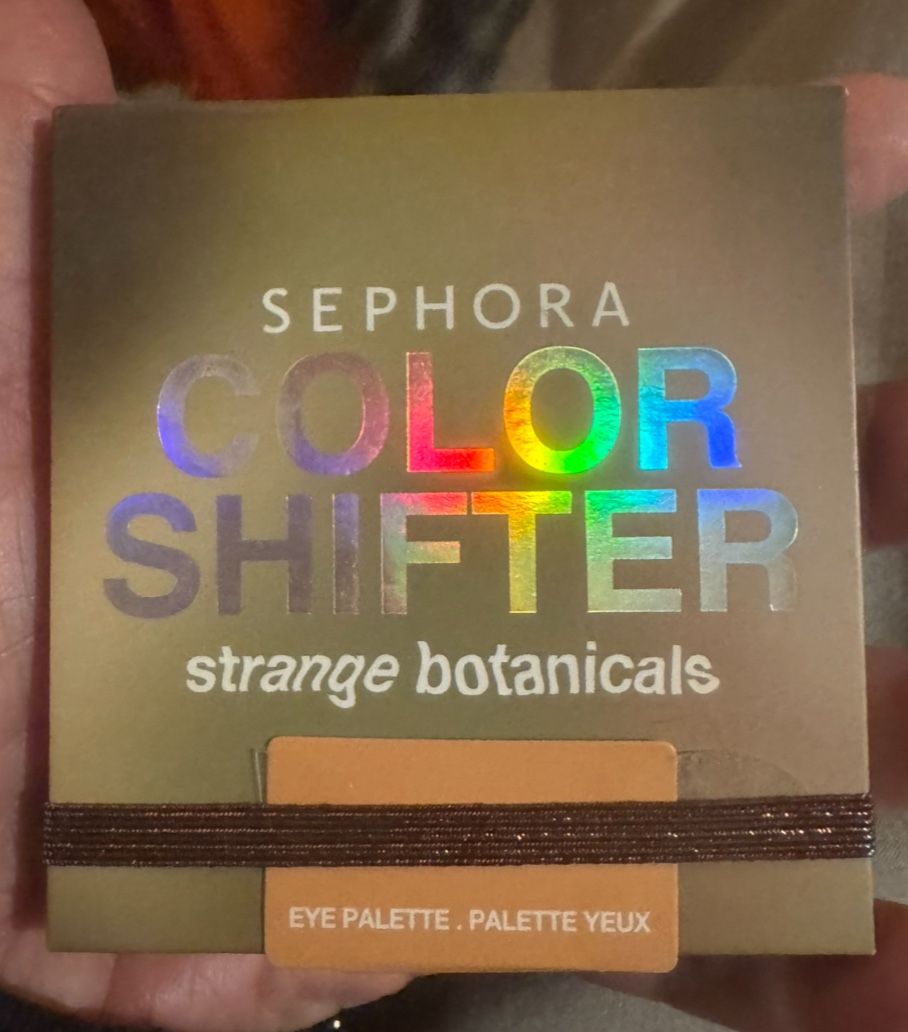 SEPHORA
COLOR
SHIFTER
strange botanicals
EYE PALETTE . PALETTE YEUX